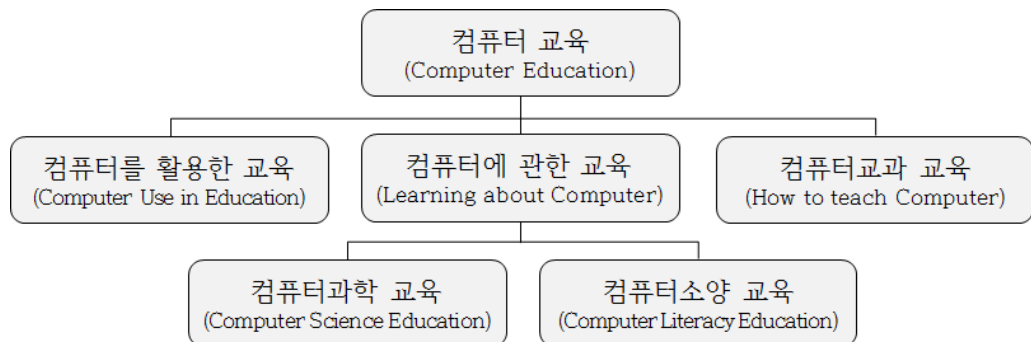 컴퓨터 교육
(Computer Education)
컴퓨터를 활용한 교육
(Computer Use in Education)
컴퓨터에 관한 교육
(Learning about Computer)
컴퓨터교과 교육
(How to teach Computer)
컴퓨터과학 교육
(Computer Science Education)
컴퓨터소양 교육
(Computer Literacy Education)